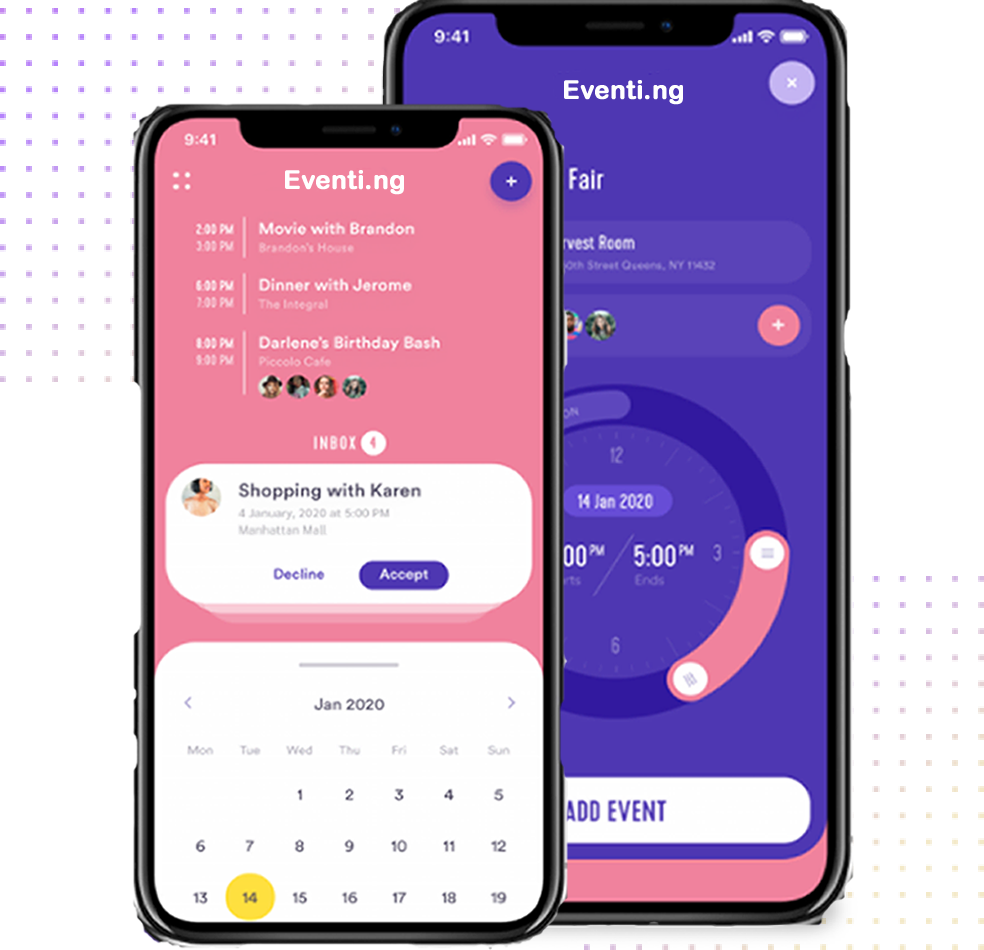 9:41
Eventi.ng
2:00 PM
3:00 PM
Movie with Brandon
Brandon's House
6:00 PM
7:00 PM
Dinner with Jerome
The Integral
8:00 PM
9:00 PM
Darlene's Birthday Bash
Piccolo Cafe
INBOX 4
Shopping with Karen
4 January, 2020 at 5:00 PM
Manhattan Mall
Decline Accept
Jan 2020
Mon Tue Wed Thu Fri Sat Sun
1 2 3 4 5
6 7 8 9 10 11 12
13 14 15 16 17 18 19
9:41
Eventi.ng
Fair
rvest Room
0th Street Queens, NY 11432
ON
12
14 Jan 2020
00 PM 5:00 PM 3
rts Ends
6
ADD EVENT